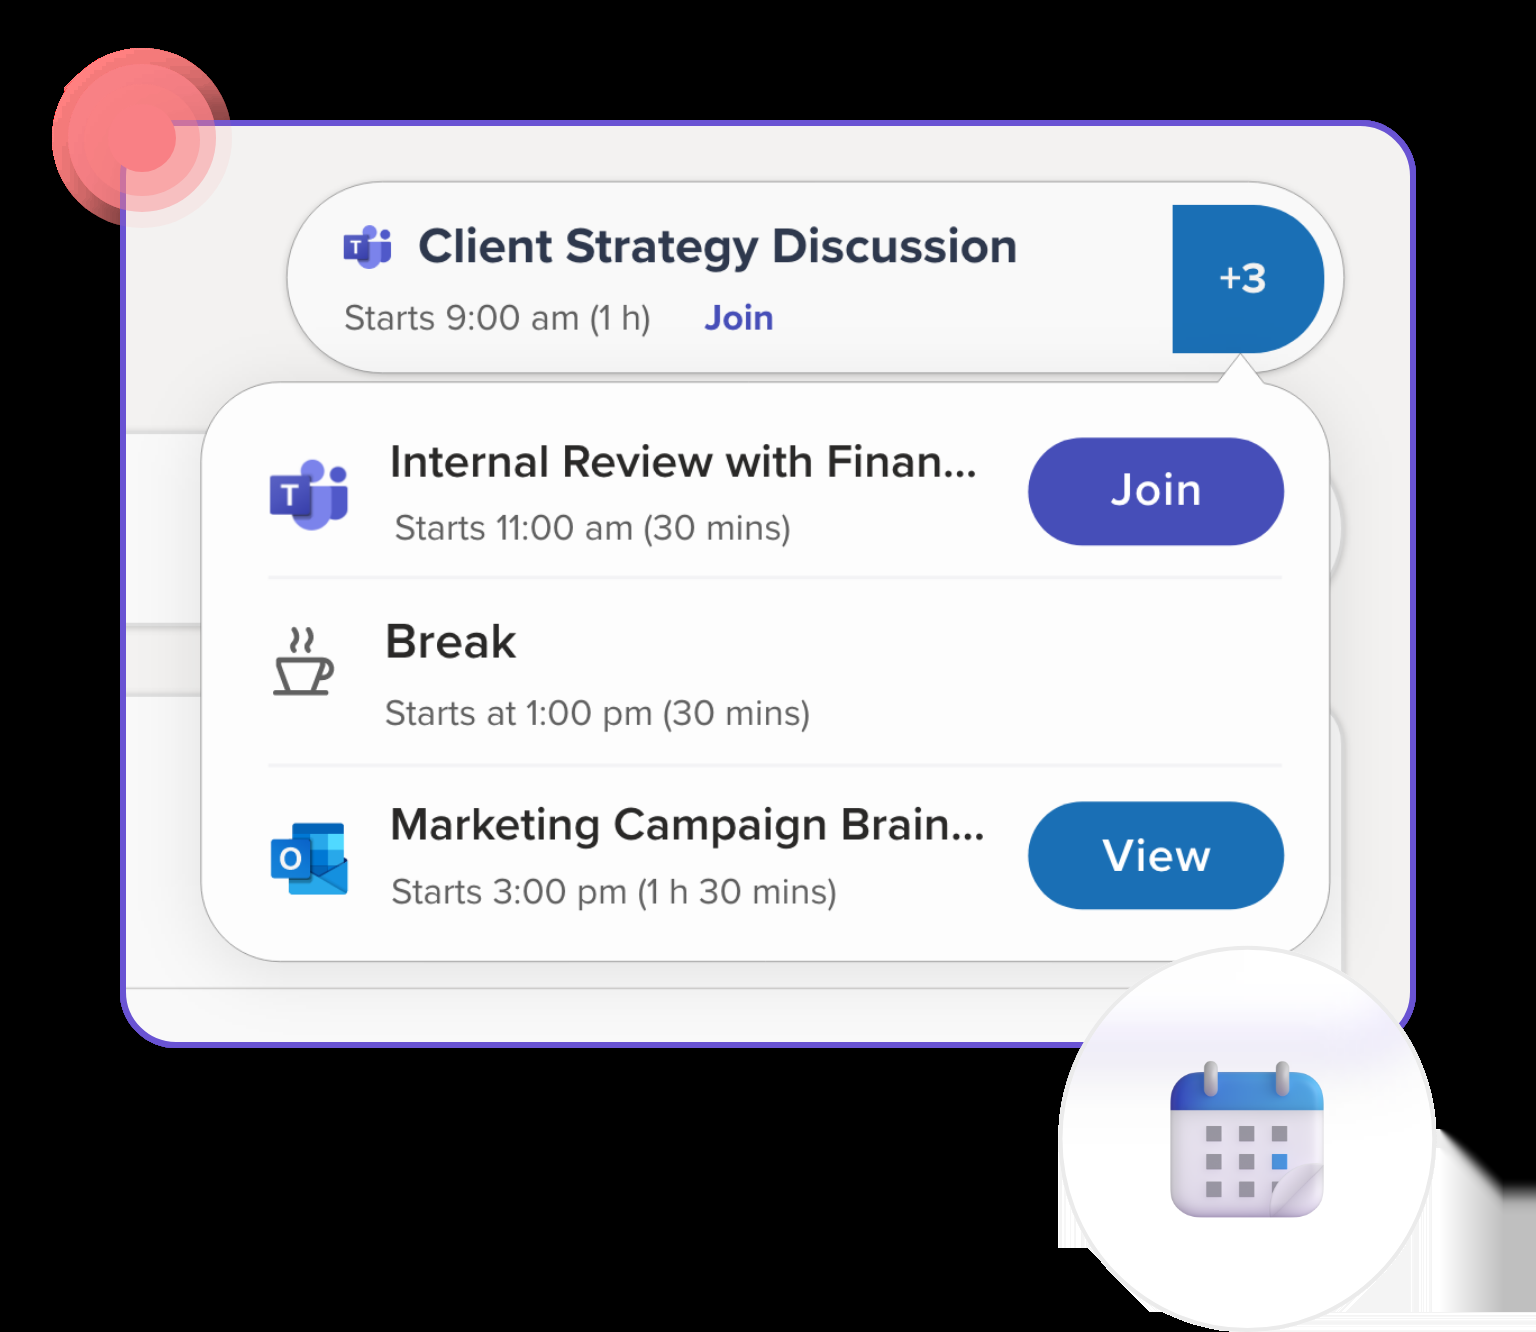 T Client Strategy Discussion
Starts 9:00 am (1 h) Join
+3
T Internal Review with Finan...
Starts 11:00 am (30 mins)
Join
Break
Starts at 1:00 pm (30 mins)
O Marketing Campaign Brain...
Starts 3:00 pm (1 h 30 mins)
View